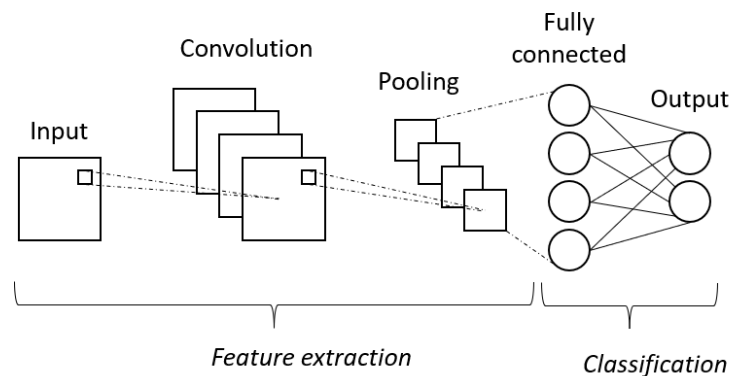 Input
Convolution
Pooling
Fully
connected
Output
Feature extraction
Classification